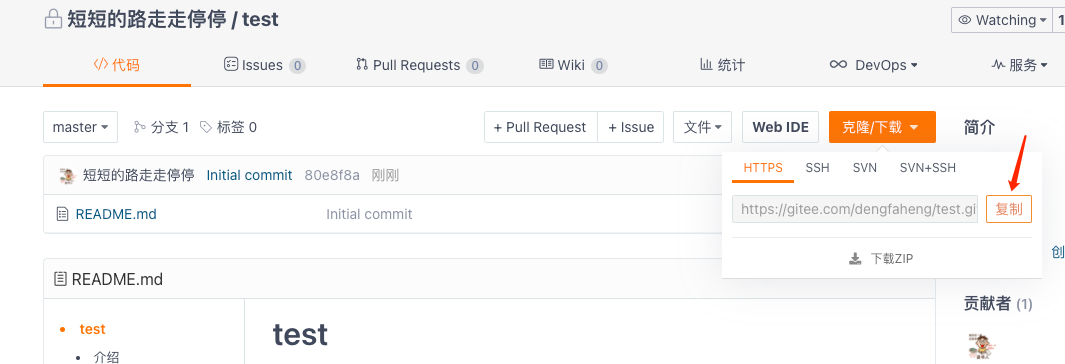 短短的路走走停停 / test
Watching 1
代码 Issues 0 Pull Requests 0 Wiki 0 统计 DevOps 服务
master 分支 1 标签 0 + Pull Request + Issue 文件 Web IDE 克隆/下载 简介
HTTPS SSH SVN SVN+SSH
短短的路走走停停 Initial commit 80e8f8a 刚刚
https://gitee.com/dengfaheng/test.gi 复制
README.md Initial commit
下载ZIP
创
README.md
贡献者 (1)
test
test
介绍